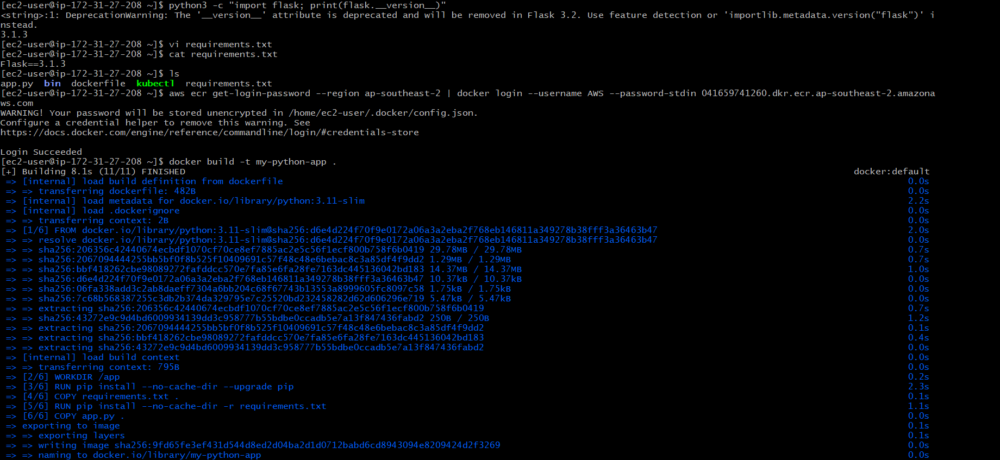 [ec2-user@ip-172-31-27-208 ~]$ python3 -c "import flask; print(flask.__version__)"
<string>:1: DeprecationWarning: The '__version__' attribute is deprecated and will be removed in Flask 3.2. Use feature detection or 'importlib.metadata.version("flask")' i
nstead.
3.1.3
[ec2-user@ip-172-31-27-208 ~]$ vi requirements.txt
[ec2-user@ip-172-31-27-208 ~]$ cat requirements.txt
Flask==3.1.3
[ec2-user@ip-172-31-27-208 ~]$ ls
app.py  bin  dockerfile  kubectl  requirements.txt
[ec2-user@ip-172-31-27-208 ~]$ aws ecr get-login-password --region ap-southeast-2 | docker login --username AWS --password-stdin 041659741260.dkr.ecr.ap-southeast-2.amazona
ws.com
WARNING! Your password will be stored unencrypted in /home/ec2-user/.docker/config.json.
Configure a credential helper to remove this warning. See
https://docs.docker.com/engine/reference/commandline/login/#credentials-store
Login Succeeded
[ec2-user@ip-172-31-27-208 ~]$ docker build -t my-python-app .
[+] Building 8.1s (11/11) FINISHED docker:default
=> [internal] load build definition from dockerfile 0.0s
=> => transferring dockerfile: 482B 0.0s
=> [internal] load metadata for docker.io/library/python:3.11-slim 2.2s
=> [internal] load .dockerignore 0.0s
=> => transferring context: 2B 0.0s
=> [1/6] FROM docker.io/library/python:3.11-slim@sha256:d6e4d224f70f9e0172a06a3a2eba2f768eb146811a349278b38fff3a36463b47 2.0s
=> => resolve docker.io/library/python:3.11-slim@sha256:d6e4d224f70f9e0172a06a3a2eba2f768eb146811a349278b38fff3a36463b47 0.0s
=> => sha256:206356c42440674ecbdf1070cf70ce8ef7885ac2e5c56f1ecf800b758f6b0419 29.78MB / 29.78MB 0.7s
=> => sha256:2067094444255bb5bf0f8b525f10409691c57f48c48e6bebac8c3a85df4f9dd2 1.29MB / 1.29MB 0.7s
=> => sha256:bbf418262cbe98089272fafddcc570e7fa85e6fa28fe7163dc445136042bd183 14.37MB / 14.37MB 1.0s
=> => sha256:d6e4d224f70f9e0172a06a3a2eba2f768eb146811a349278b38fff3a36463b47 10.37kB / 10.37kB 0.0s
=> => sha256:06fa338add3c2ab8daeff7304a6bb204c68f67743b13553a8999605fc8097c58 1.75kB / 1.75kB 0.0s
=> => sha256:7c68b568387255c3db2b374da329795e7c25520bd232458282d62d606296e719 5.47kB / 5.47kB 0.0s
=> => extracting sha256:206356c42440674ecbdf1070cf70ce8ef7885ac2e5c56f1ecf800b758f6b0419 0.7s
=> => sha256:43272e9c9d4bd6009934139dd3c958777b55bdbe0ccadb5e7a13f847436fabd2 250B / 250B 1.2s
=> => extracting sha256:2067094444255bb5bf0f8b525f10409691c57f48c48e6bebac8c3a85df4f9dd2 0.1s
=> => extracting sha256:bbf418262cbe98089272fafddcc570e7fa85e6fa28fe7163dc445136042bd183 0.4s
=> => extracting sha256:43272e9c9d4bd6009934139dd3c958777b55bdbe0ccadb5e7a13f847436fabd2 0.0s
=> [internal] load build context 0.0s
=> => transferring context: 795B 0.0s
=> [2/6] WORKDIR /app 0.2s
=> [3/6] RUN pip install --no-cache-dir --upgrade pip 2.3s
=> [4/6] COPY requirements.txt . 0.1s
=> [5/6] RUN pip install --no-cache-dir -r requirements.txt 1.1s
=> [6/6] COPY app.py . 0.0s
=> exporting to image 0.1s
=> => exporting layers 0.1s
=> => writing image sha256:9fd65fe3ef431d544d8ed2d04ba2d1d0712babd6cd8943094e8209424d2f3269 0.0s
=> => naming to docker.io/library/my-python-app 0.0s